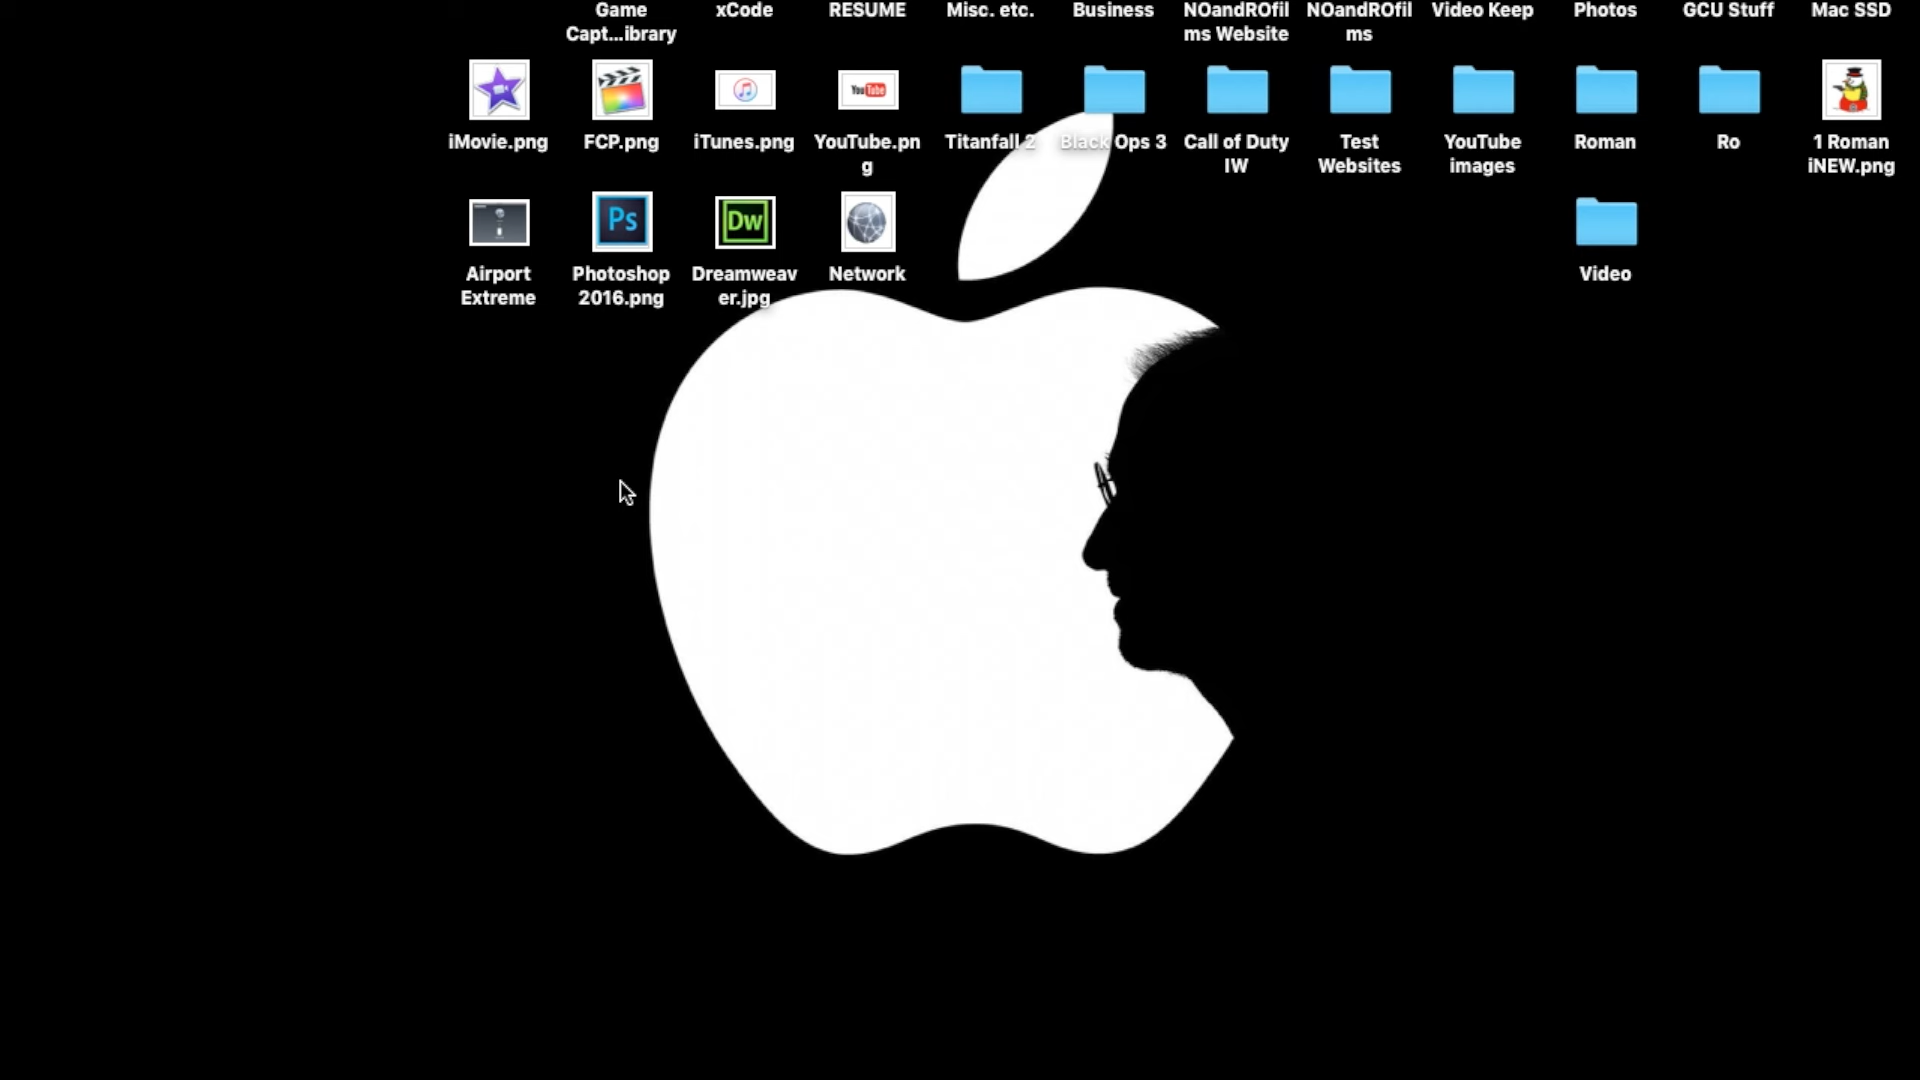 Game
Capt...ibrary
xCode
RESUME
Misc. etc.
Business
NOandROfil
ms Website
NOandROfil
ms
Video Keep
Photos
GCU Stuff
Mac SSD
YouTube
iMovie.png
FCP.png
iTunes.png
YouTube.pn
g
Titanfall 2
Black Ops 3
Call of Duty
IW
Test
Websites
YouTube
images
Roman
Ro
1 Roman
iNEW.png
Ps
Dw
Airport
Extreme
Photoshop
2016.png
Dreamweav
er.jpg
Network
Video